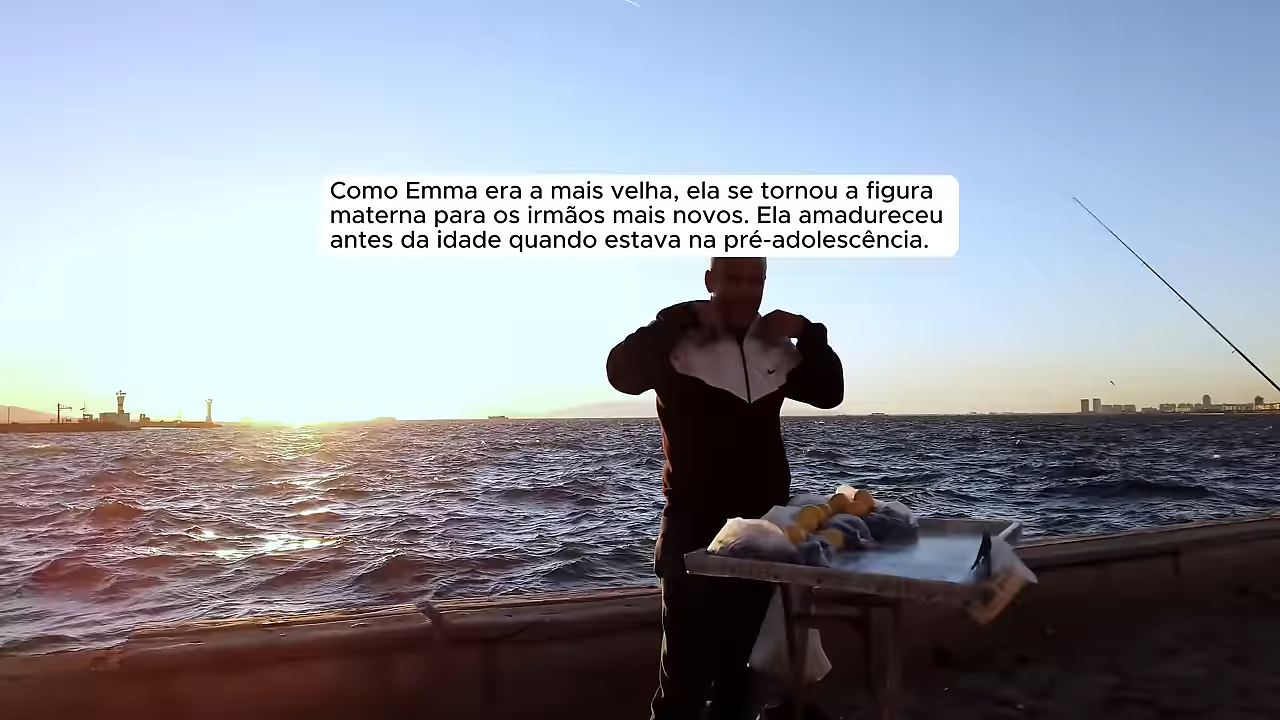 Como Emma era a mais velha, ela se tornou a figura
materna para os irmãos mais novos. Ela amadureceu
antes da idade quando estava na pré-adolescência.